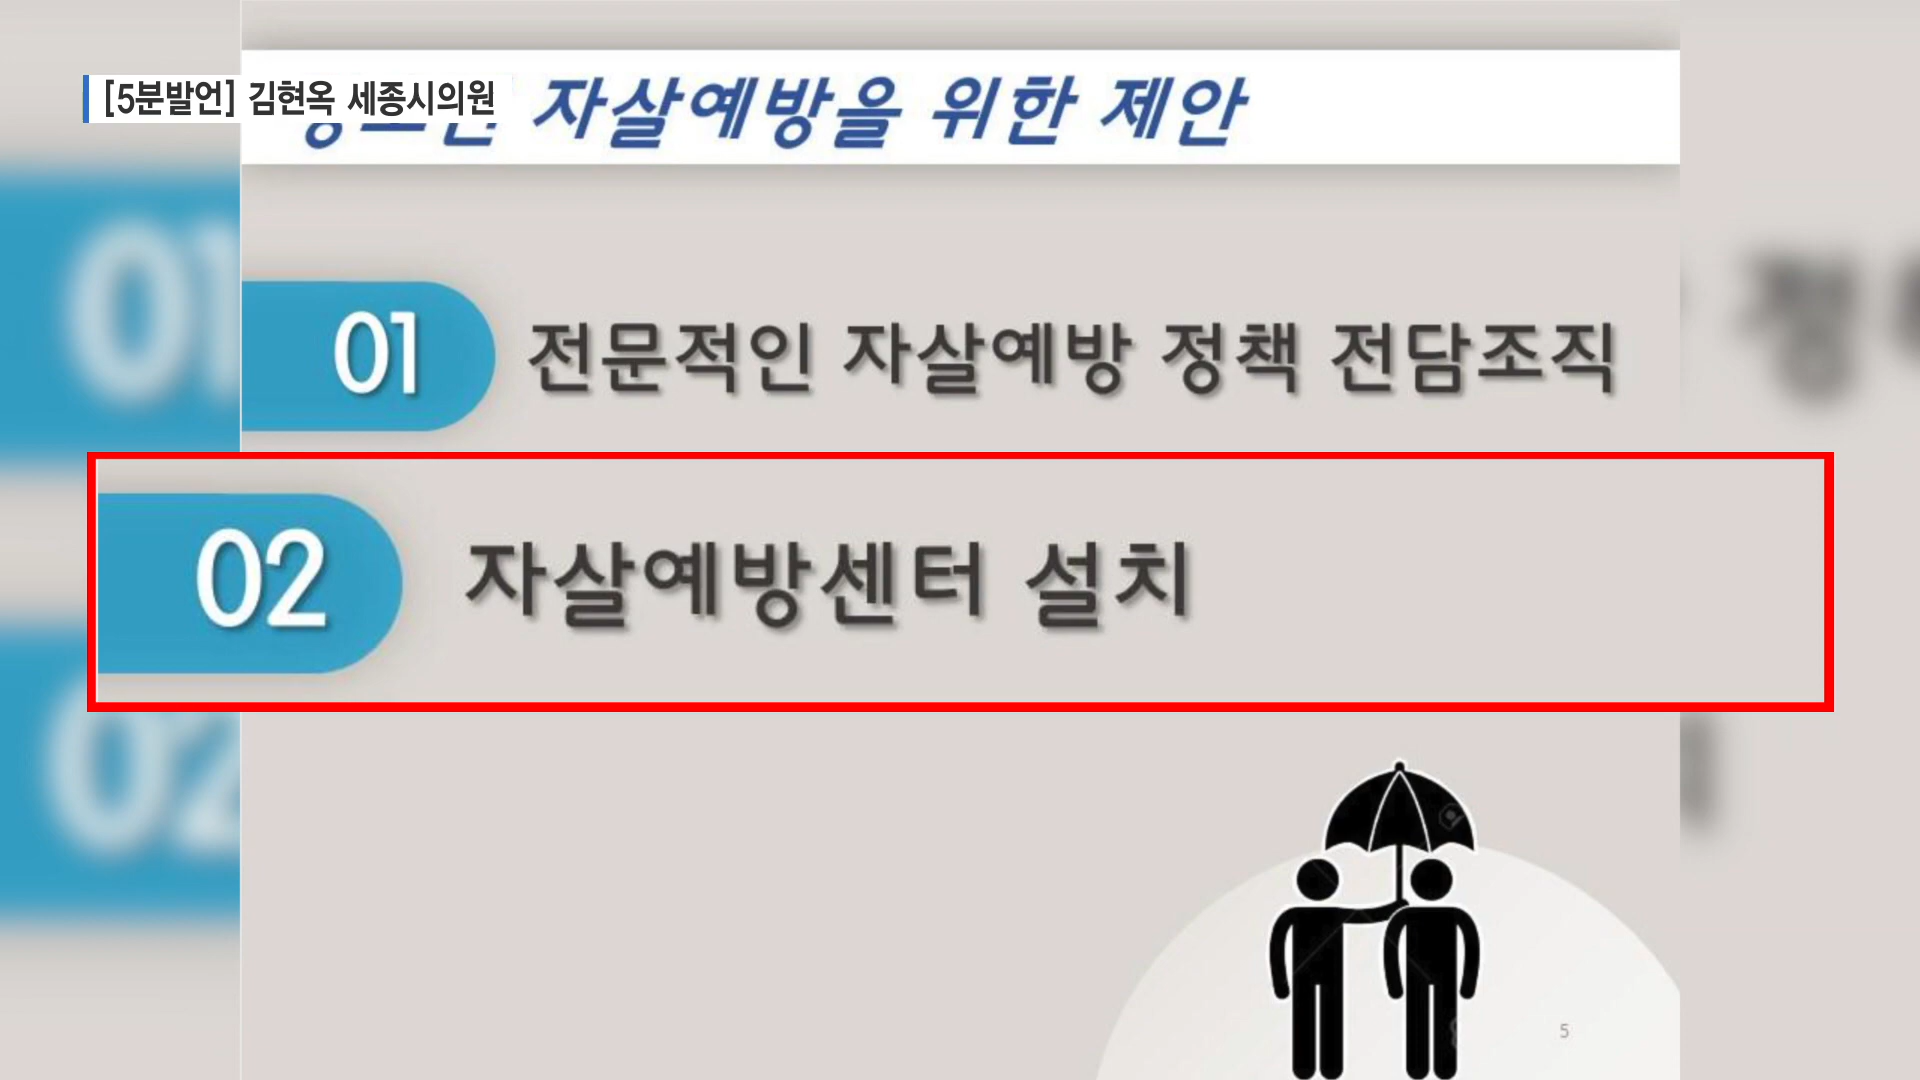 [5분발언] 김현옥 세종시의원
자살예방을 위한 제안
01 전문적인 자살예방 정책 전담조직
02 자살예방센터 설치
5